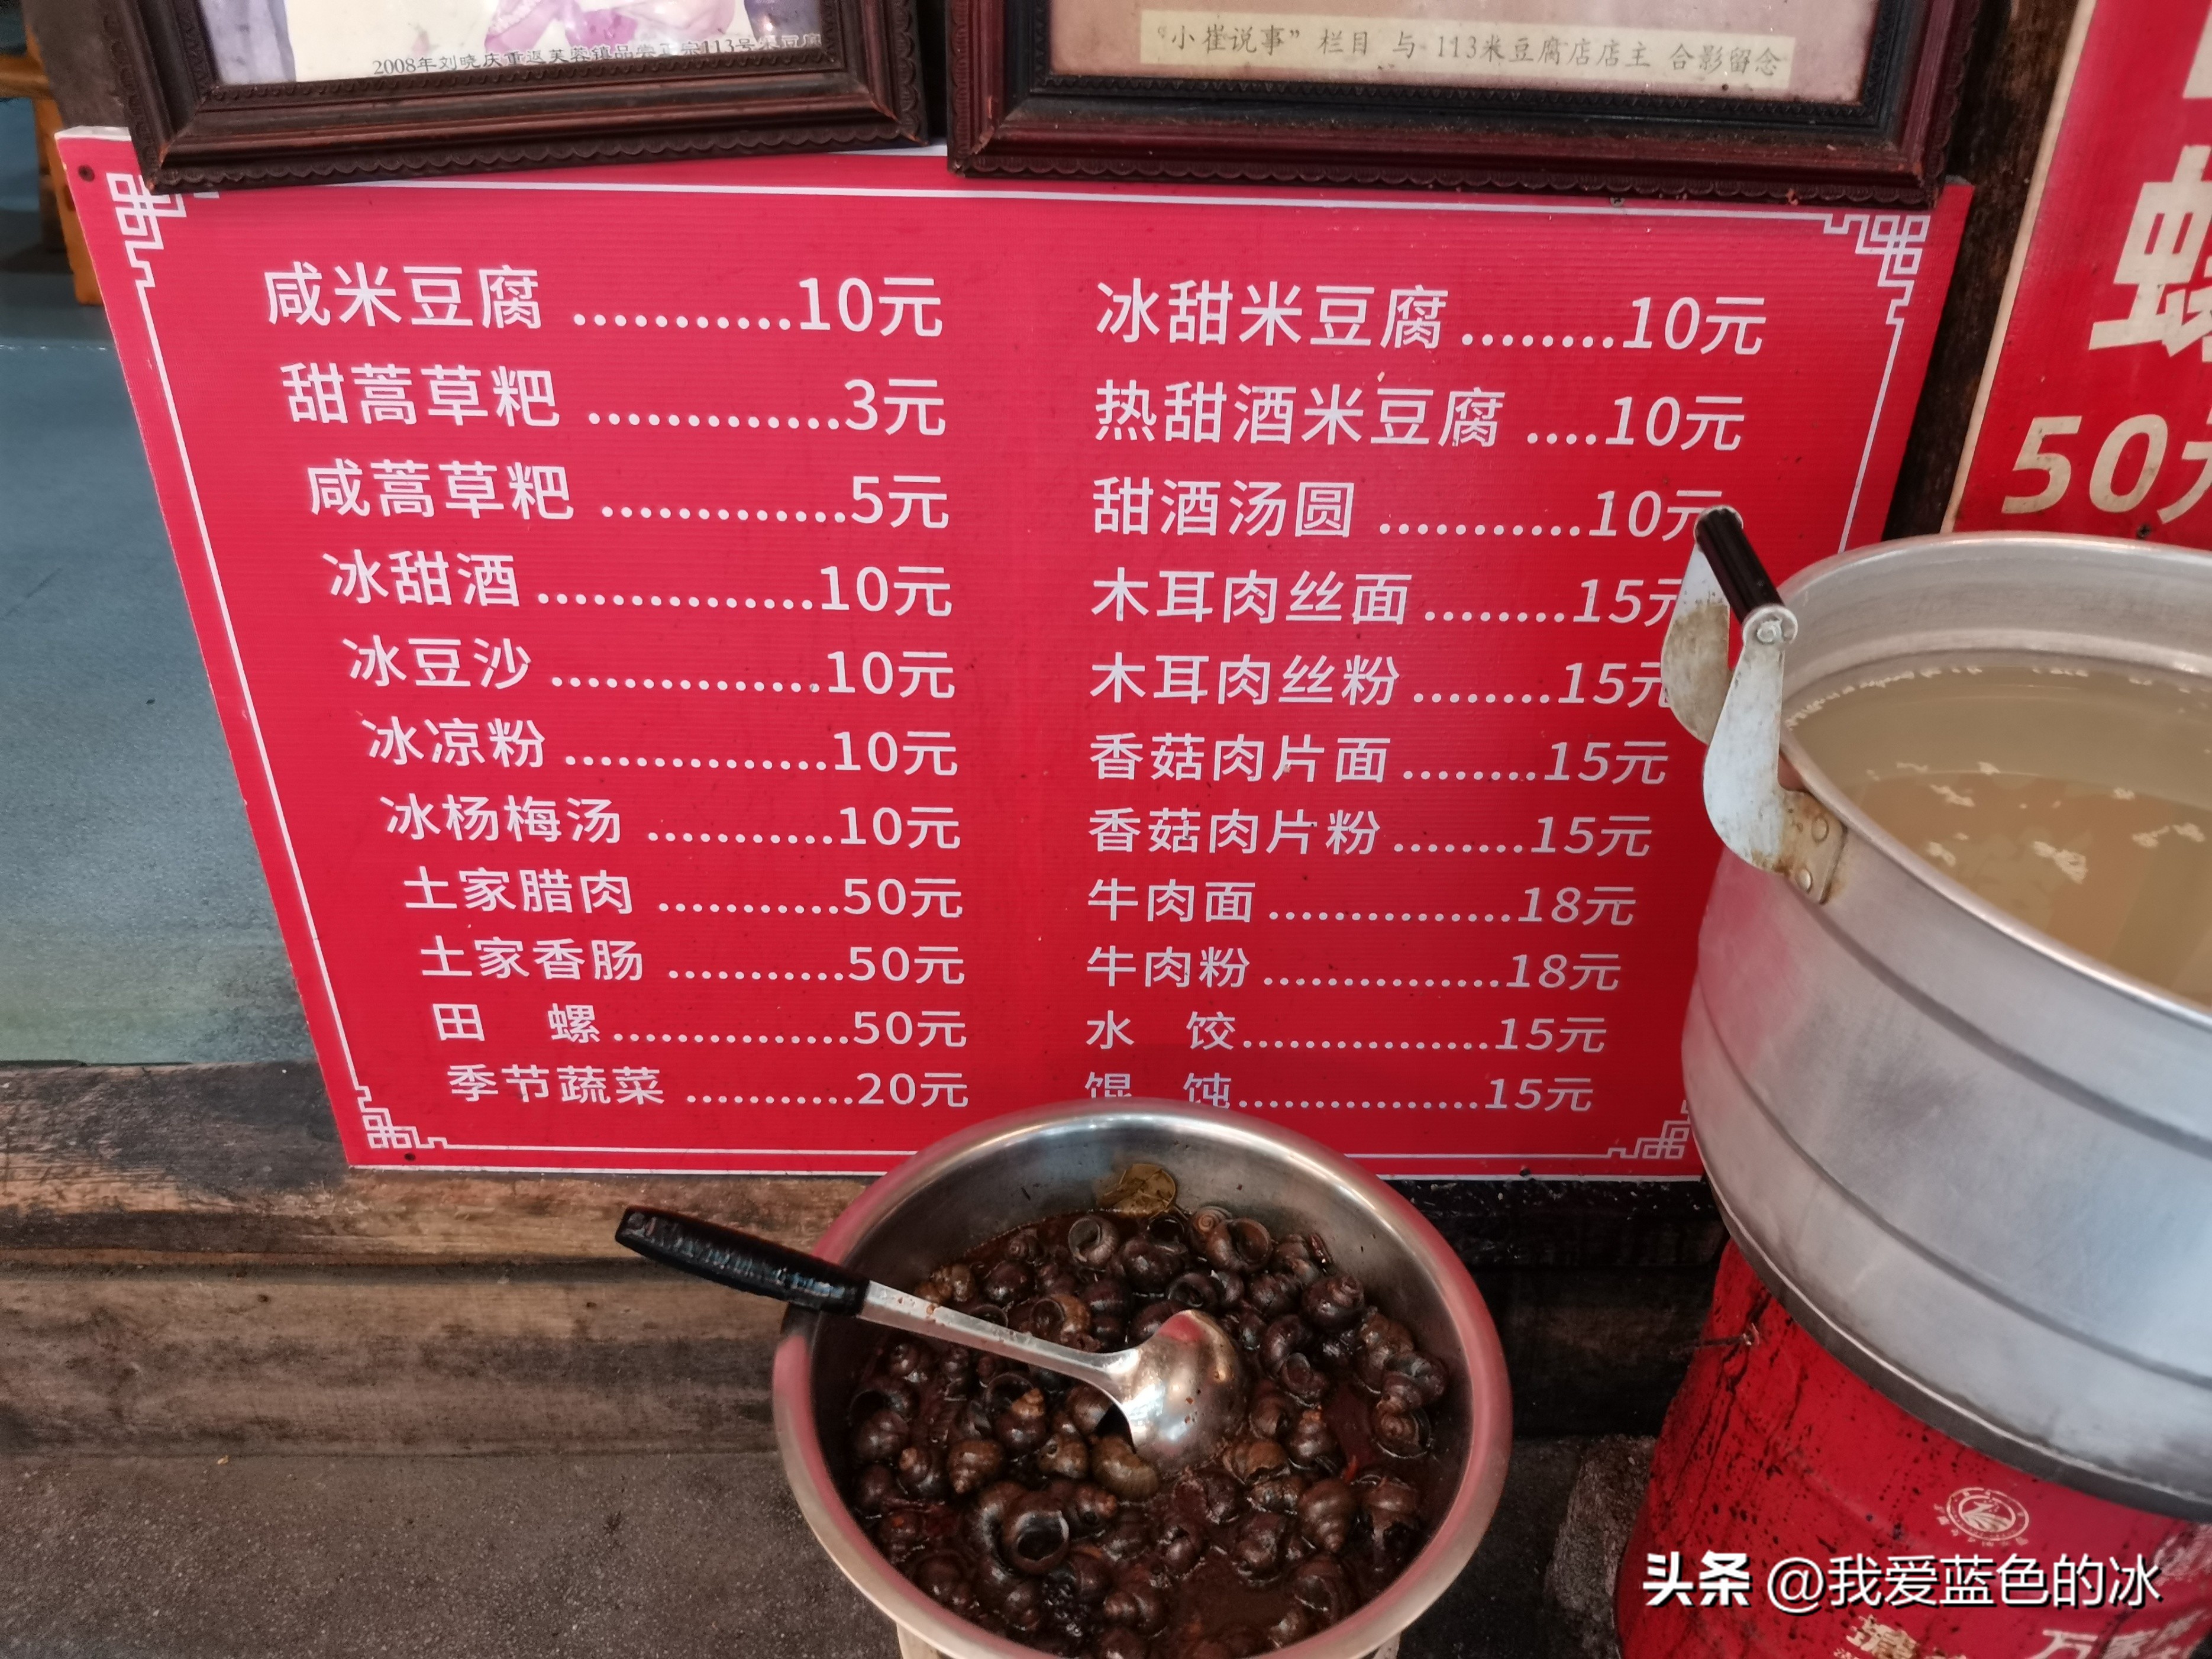 2008年刘晓庆重返芙蓉镇品尝正宗113号米豆腐
“小崔说事”栏目 与 113米豆腐店店主 合影留念
咸米豆腐 ...........10元
甜蒿草粑 .............3元
咸蒿草粑 .............5元
冰甜酒...............10元
冰豆沙...............10元
冰凉粉...............10元
冰杨梅汤 ...........10元
土家腊肉 ...........50元
土家香肠 ...........50元
田 螺...............50元
季节蔬菜 ...........20元
冰甜米豆腐........10元
热甜酒米豆腐 ....10元
甜酒汤圆 ...........10元
木耳肉丝面........15元
木耳肉丝粉........15元
香菇肉片面........15元
香菇肉片粉........15元
牛肉面...............18元
牛肉粉...............18元
水 饺................15元
馄 饨................15元
螺
50元
万家
头条 @我爱蓝色的冰